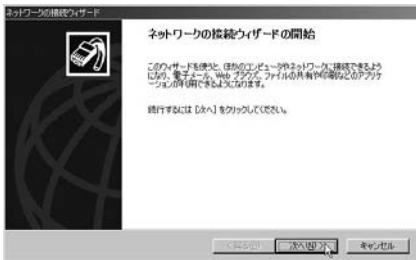 ネットワークの接続ウィザード
ネットワークの接続ウィザードの開始
このウィザードを使うと、ほかのコンピュータやネットワークに接続できるよう
になり、電子メール、Web ブラウズ、ファイルの共有や印刷などのアプリケ
ーションが利用できるようになります。
続行するには [次へ] をクリックしてください。
< 戻る(B)
次へ(N) >
キャンセル